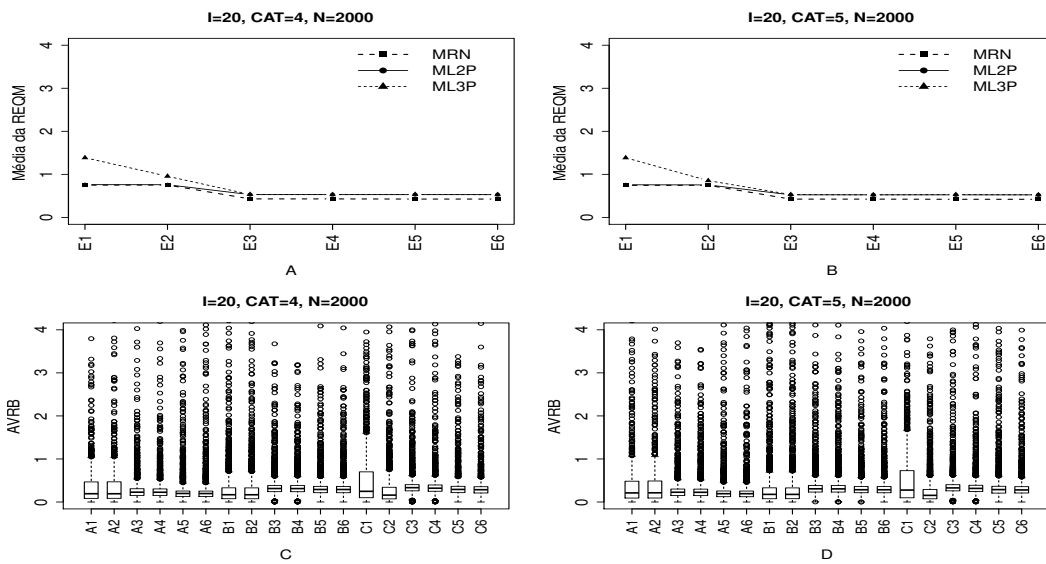 I=20, CAT=4, N=2000
Média da REQM
4
3
2
1
0
MRN
ML2P
ML3P
E1 E2 E3 E4 E5 E6
A
I=20, CAT=5, N=2000
Média da REQM
4
3
2
1
0
MRN
ML2P
ML3P
E1 E2 E3 E4 E5 E6
B
I=20, CAT=4, N=2000
AVRB
4
3
2
1
0
A1 A2 A3 A4 A5 A6 B1 B2 B3 B4 B5 B6 C1 C2 C3 C4 C5 C6
C
I=20, CAT=5, N=2000
AVRB
4
3
2
1
0
A1 A2 A3 A4 A5 A6 B1 B2 B3 B4 B5 B6 C1 C2 C3 C4 C5 C6
D